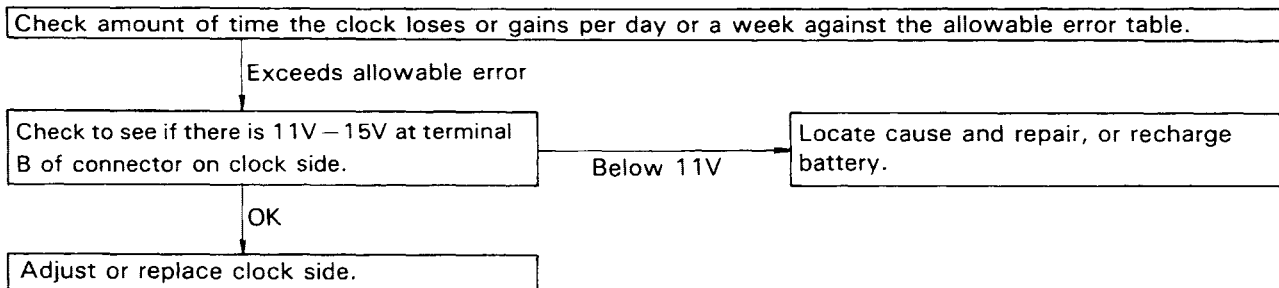 Check amount of time the clock loses or gains per day or a week against the allowable error table.
Exceeds allowable error
Check to see if there is 11V – 15V at terminal
B of connector on clock side.
Below 11V
Locate cause and repair, or recharge
battery.
OK
Adjust or replace clock side.